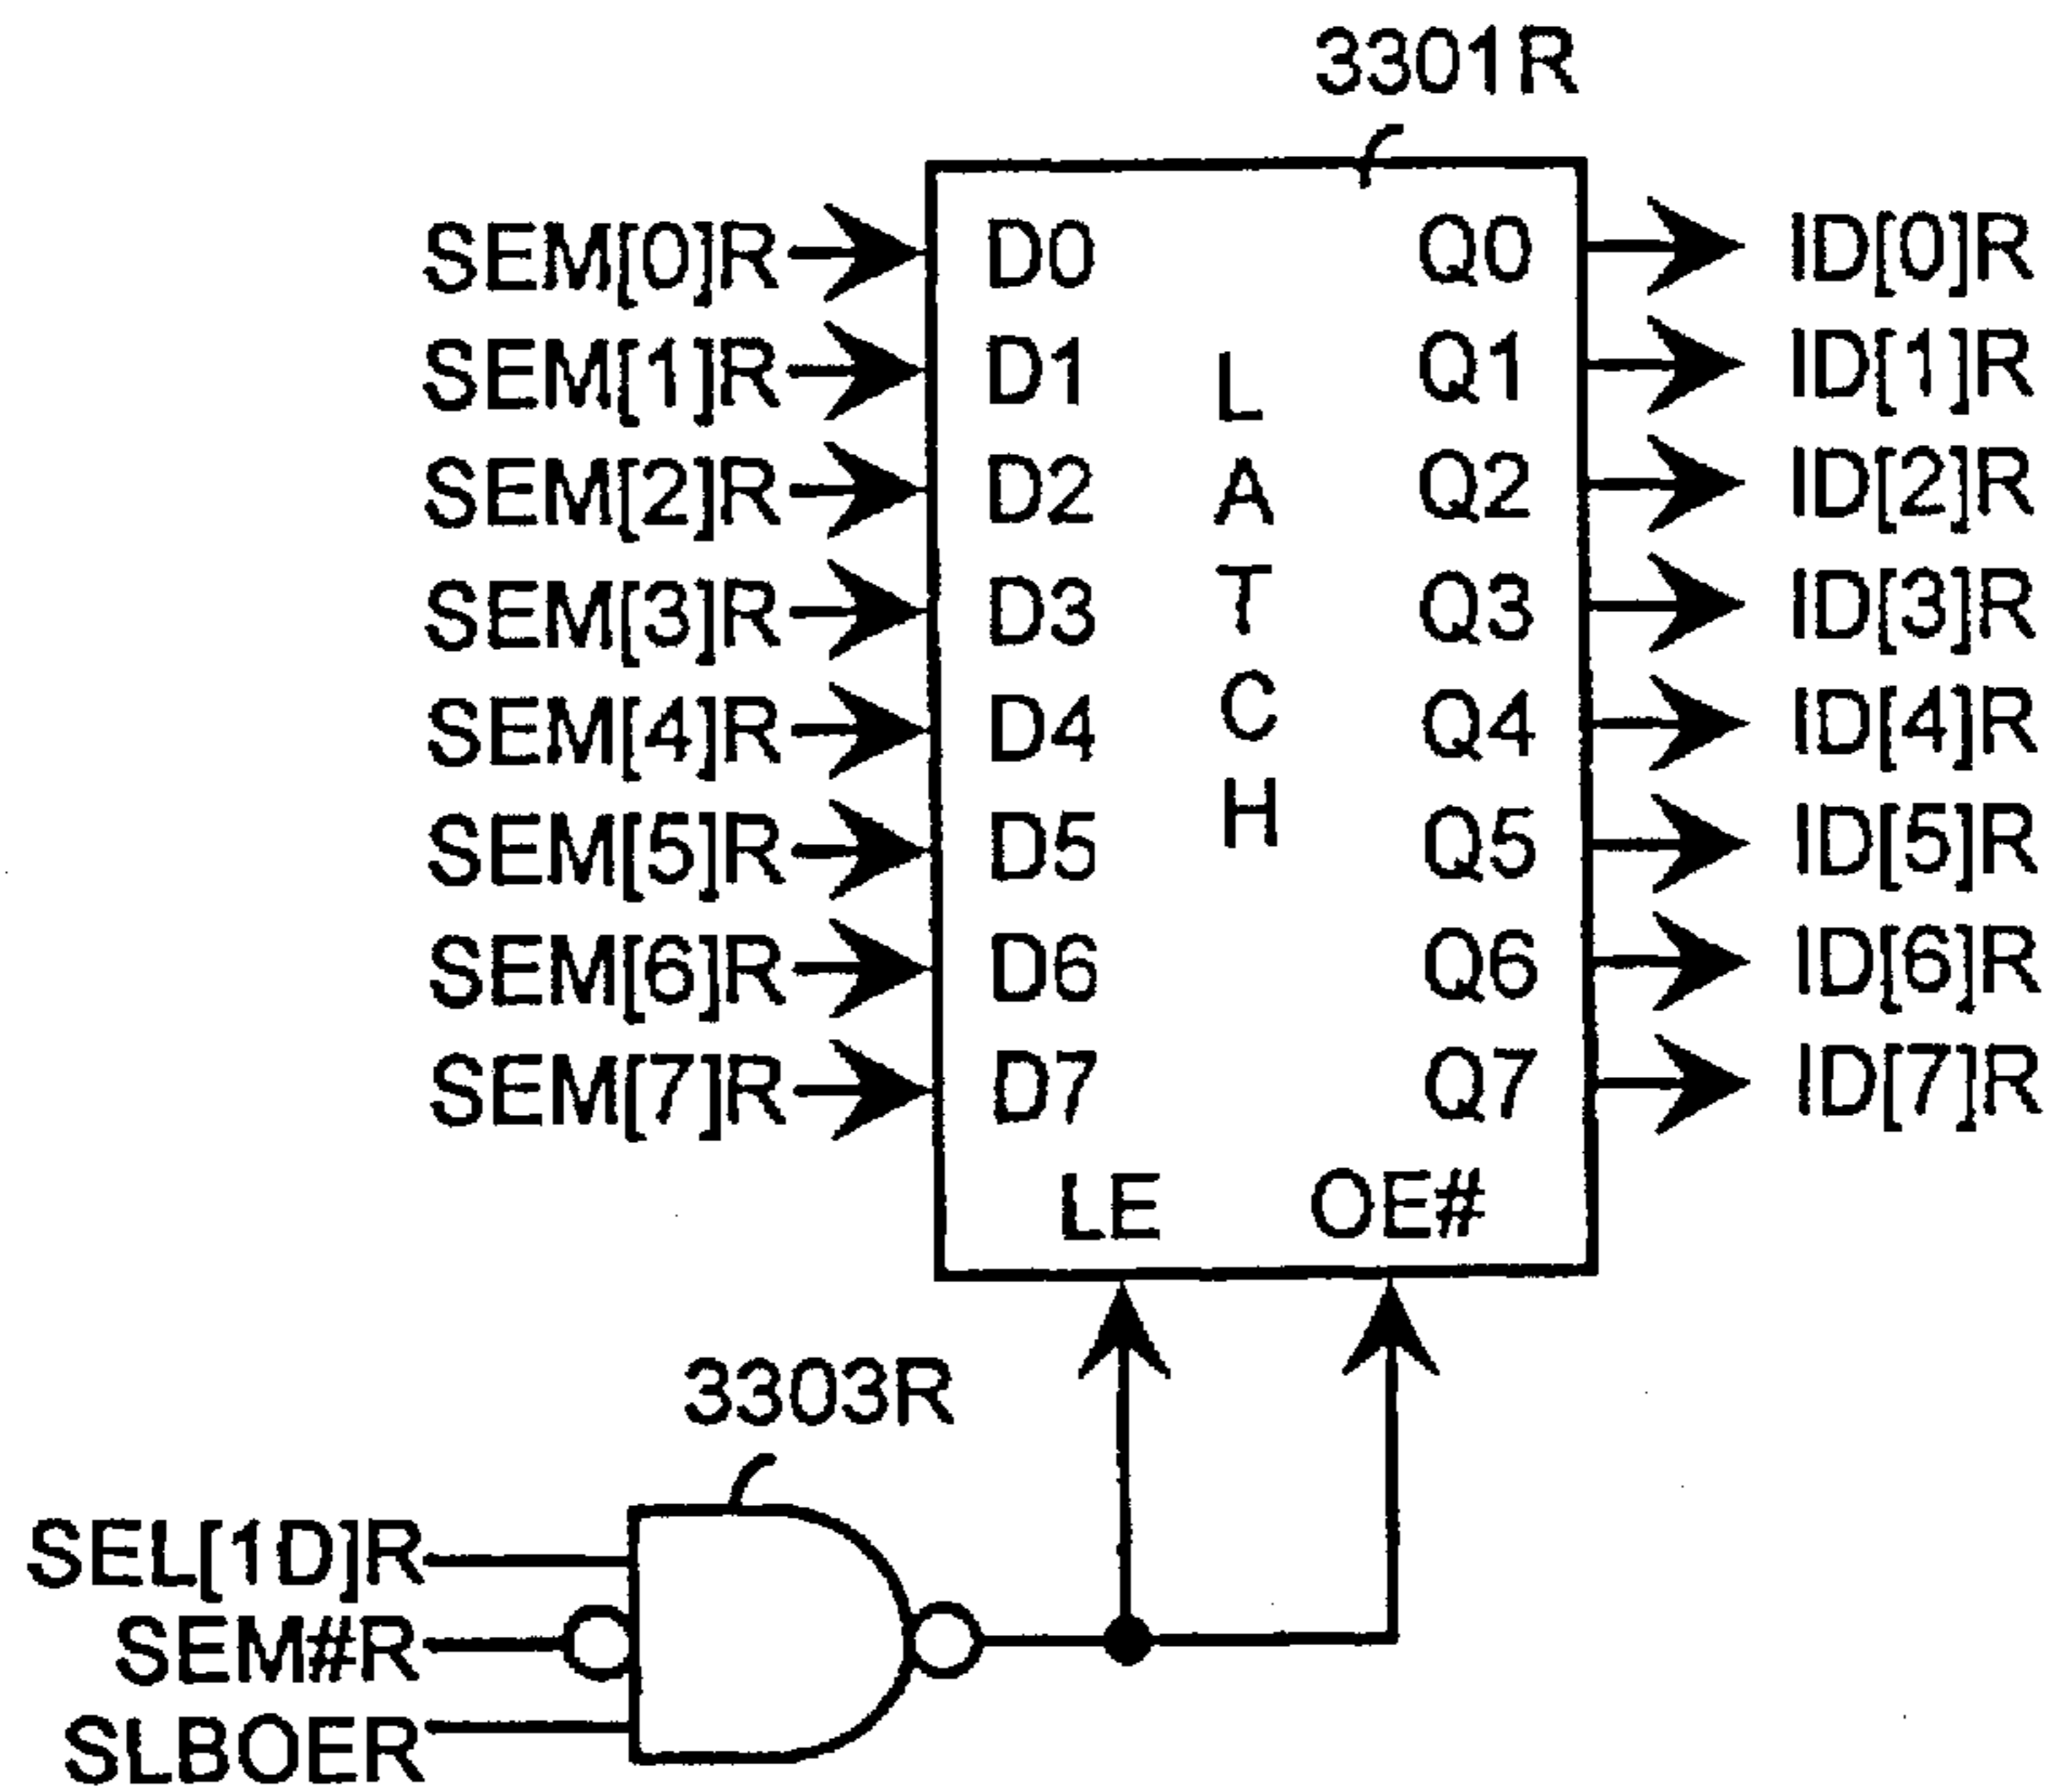 3301R
SEM[0]R D0 Q0 ID[0]R
SEM[1]R D1 Q1 ID[1]R
SEM[2]R D2 Q2 ID[2]R
SEM[3]R D3 Q3 ID[3]R
SEM[4]R D4 Q4 ID[4]R
SEM[5]R D5 Q5 ID[5]R
SEM[6]R D6 Q6 ID[6]R
SEM[7]R D7 Q7 ID[7]R
LATCH
LE OE#
3303R
SEL[1D]R
SEM#R
SLBOER